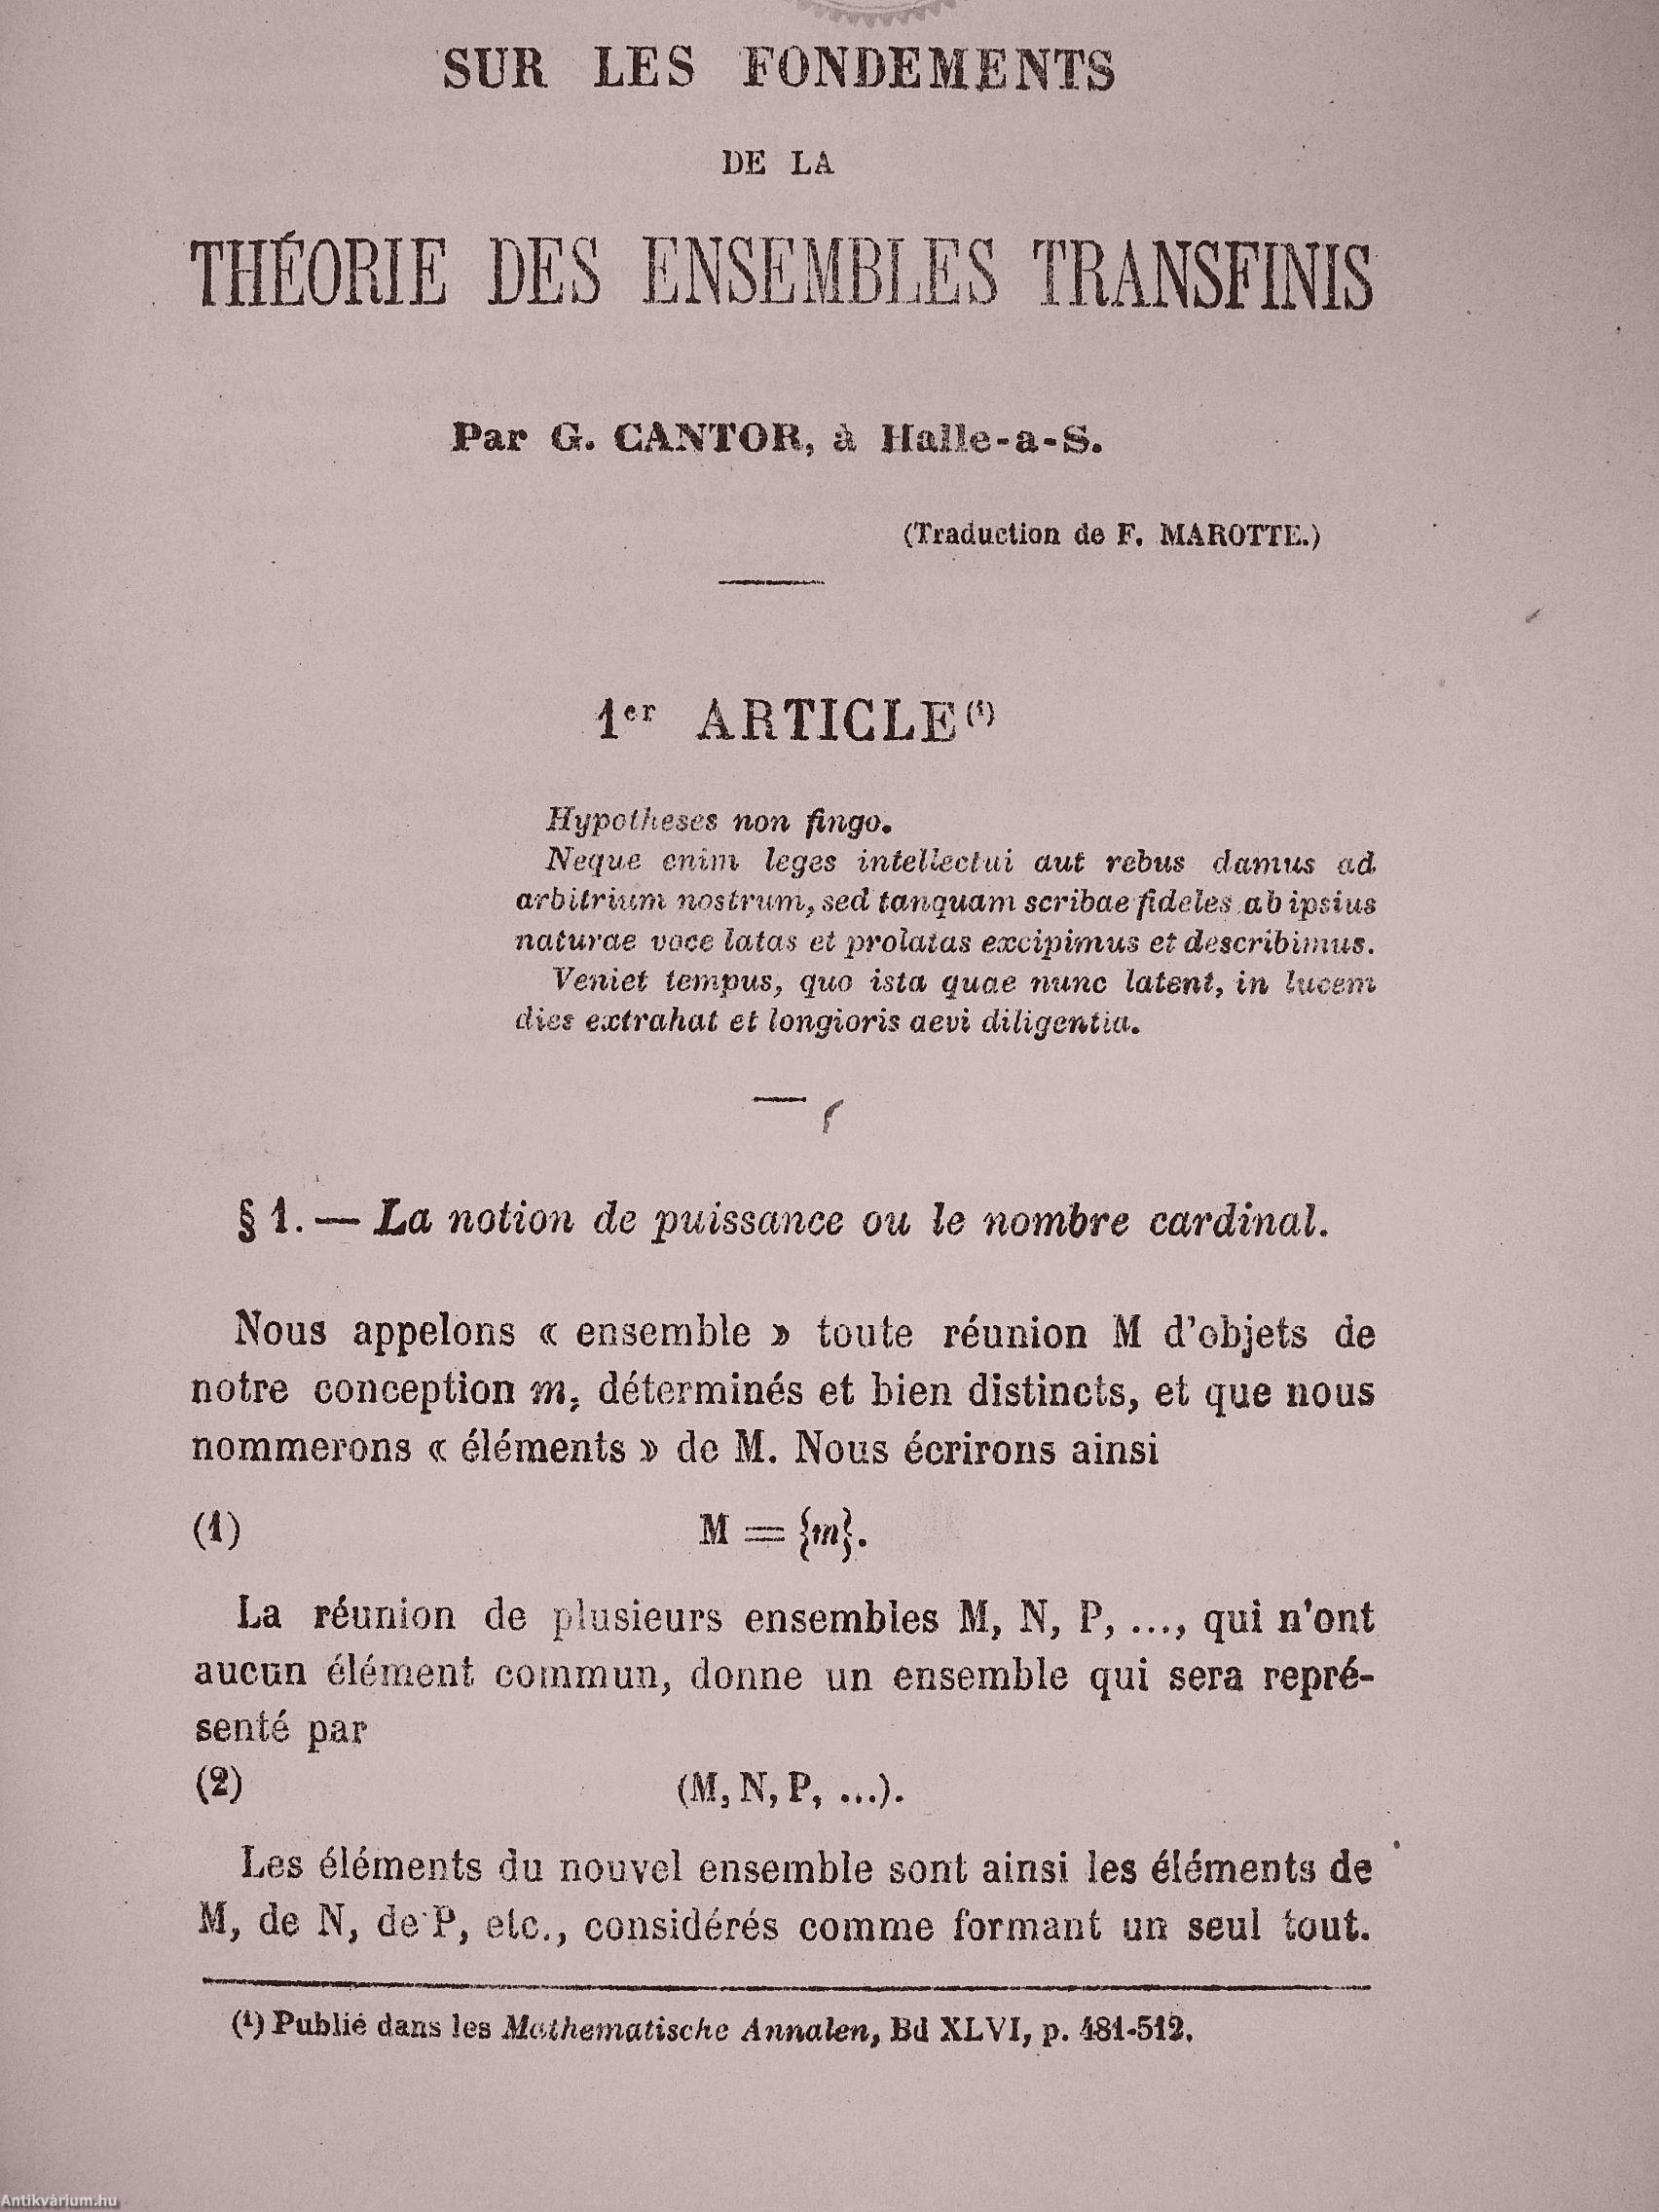 SUR LES FONDEMENTS
DE LA
THÉORIE DES ENSEMBLES TRANSFINIS
Par G. CANTOR, à Halle-a-S.
(Traduction de F. MAROTTE.)
1er ARTICLE(1)
Hypotheses non fingo.
Neque enim leges intellectui aut rebus damus ad
arbitrium nostrum, sed tanquam scribae fideles ab ipsius
naturae voce latas et prolatas excipimus et describimus.
Veniet tempus, quo ista quae nunc latent, in lucem
dies extrahat et longioris aevi diligentia.
§ 1. — La notion de puissance ou le nombre cardinal.
Nous appelons « ensemble » toute réunion M d'objets de
notre conception m, déterminés et bien distincts, et que nous
nommerons « éléments » de M. Nous écrirons ainsi
(1) M = {m}.
La réunion de plusieurs ensembles M, N, P, ..., qui n'ont
aucun élément commun, donne un ensemble qui sera repré-
senté par
(2) (M, N, P, ...).
Les éléments du nouvel ensemble sont ainsi les éléments de
M, de N, de P, etc., considérés comme formant un seul tout.
(1) Publié dans les Mathematische Annalen, Bd XLVI, p. 481-512.
Antikvárium.hu